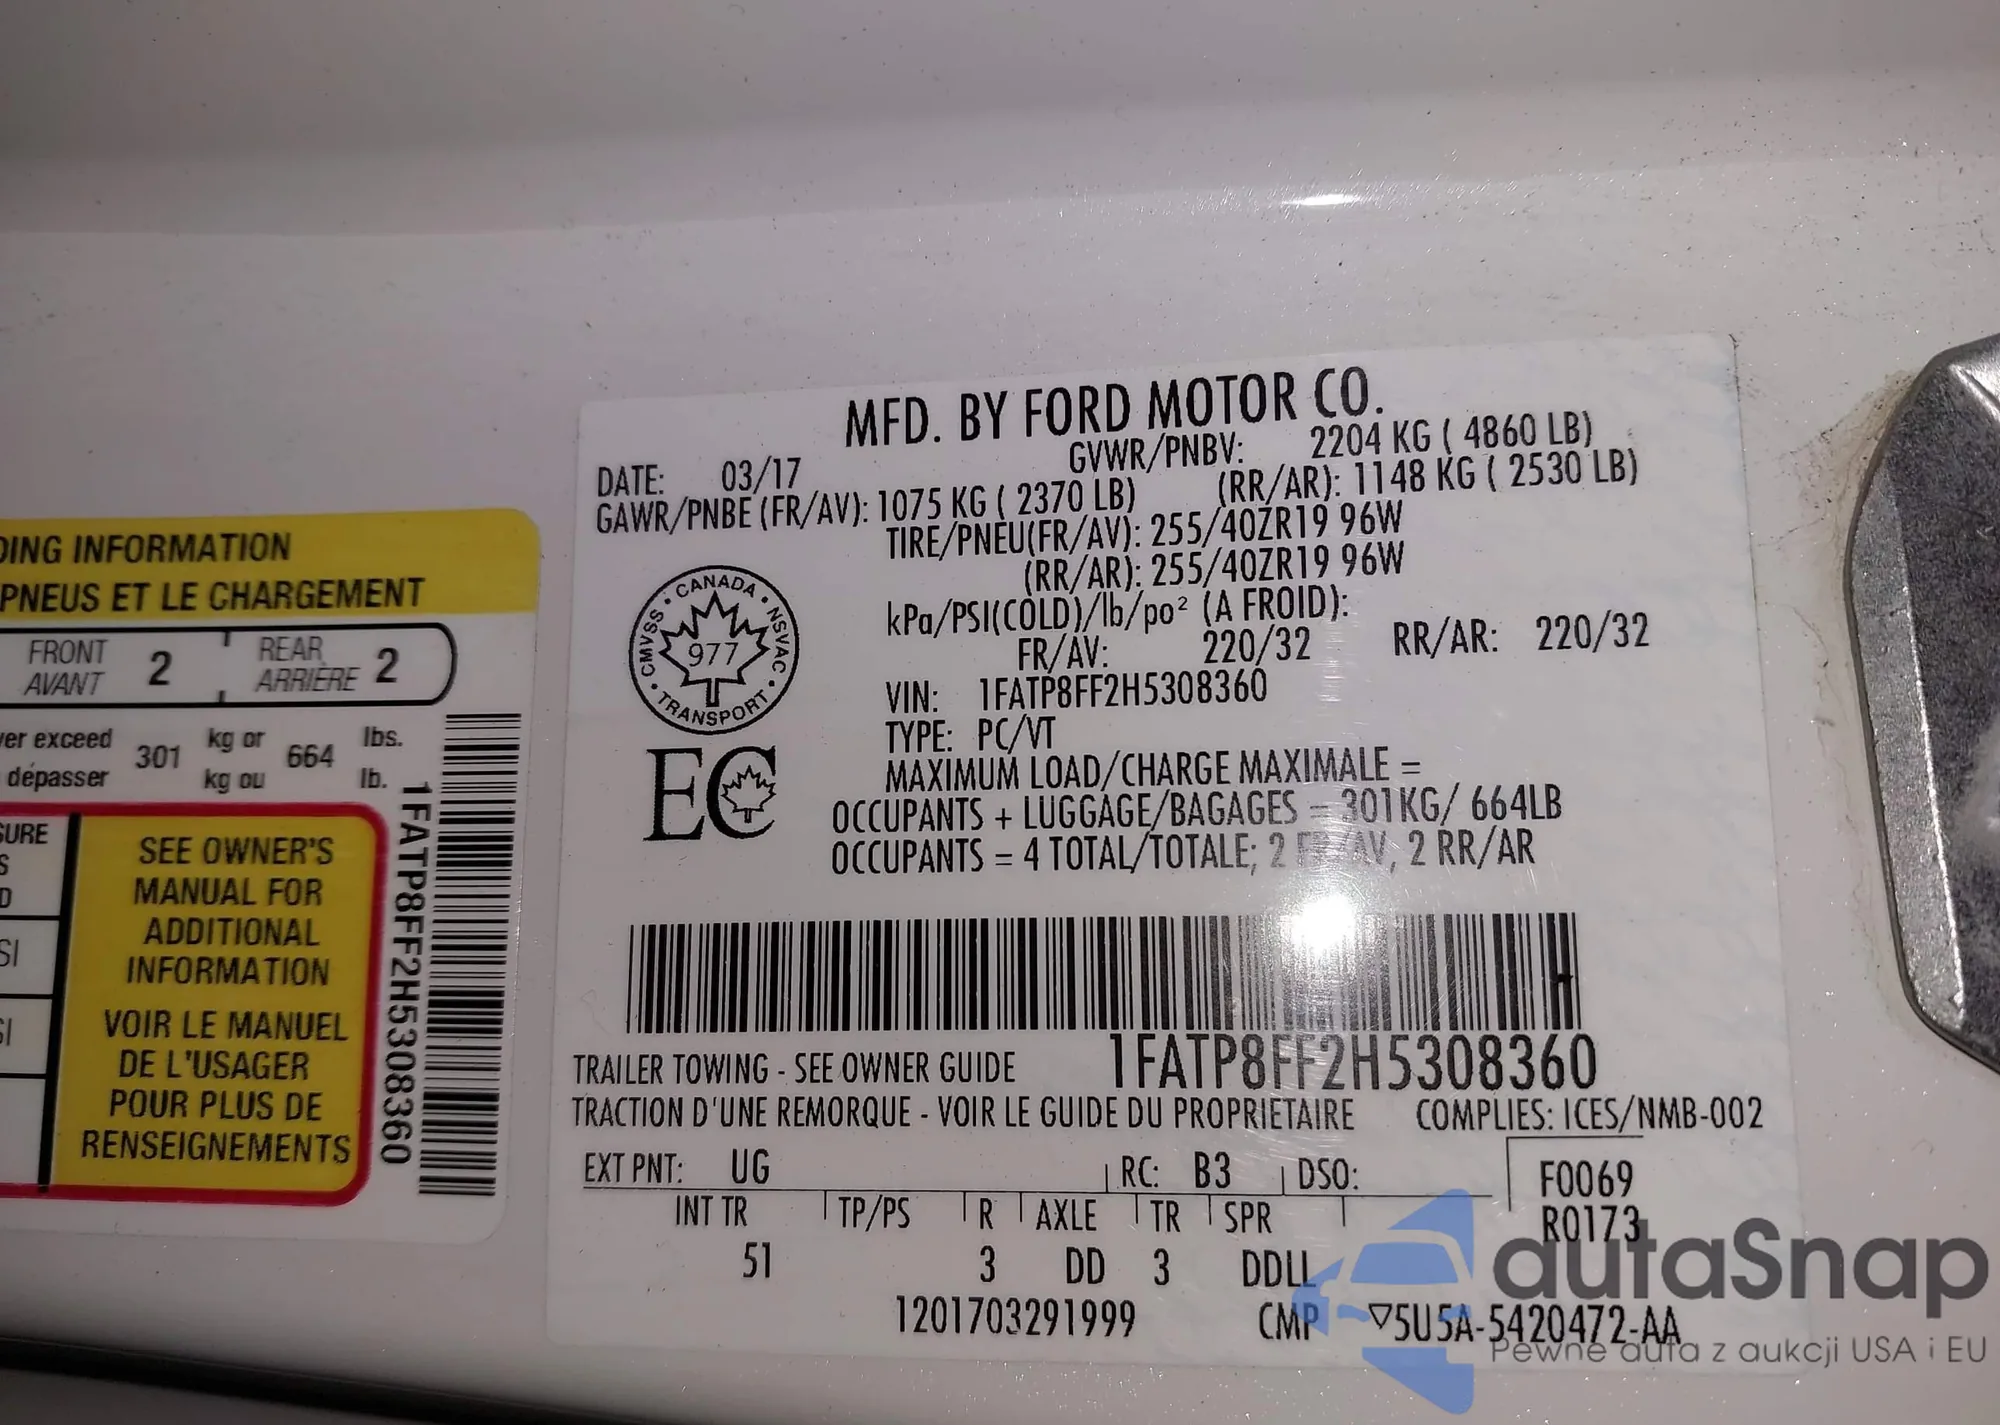 DING INFORMATION
PNEUS ET LE CHARGEMENT
FRONT 2 REAR 2
AVANT ARRIÈRE
ver exceed 301 kg or 664 lbs.
dépasser kg ou lb.
SURE
S
D
SI
SI
SEE OWNER'S
MANUAL FOR
ADDITIONAL
INFORMATION
VOIR LE MANUEL
DE L'USAGER
POUR PLUS DE
RENSEIGNEMENTS
1FATP8FF2H5308360
MFD. BY FORD MOTOR CO.
DATE: 03/17 GVWR/PNBV: 2204 KG ( 4860 LB)
GAWR/PNBE (FR/AV): 1075 KG ( 2370 LB) (RR/AR): 1148 KG ( 2530 LB)
TIRE/PNEU(FR/AV): 255/40ZR19 96W
(RR/AR): 255/40ZR19 96W
kPa/PSI(COLD)/lb/po² (A FROID):
FR/AV: 220/32 RR/AR: 220/32
CANADA • NSVAC • TRANSPORT • CMVSS •
977
EC
VIN: 1FATP8FF2H5308360
TYPE: PC/VT
MAXIMUM LOAD/CHARGE MAXIMALE =
OCCUPANTS + LUGGAGE/BAGAGES = 301KG/ 664LB
OCCUPANTS = 4 TOTAL/TOTALE; 2 FR/AV, 2 RR/AR
1FATP8FF2H5308360
TRAILER TOWING - SEE OWNER GUIDE
TRACTION D'UNE REMORQUE - VOIR LE GUIDE DU PROPRIETAIRE COMPLIES: ICES/NMB-002
EXT PNT: UG RC: B3 DSO: F0069
INT TR TP/PS R AXLE TR SPR R0173
51 3 DD 3 DDLL
1201703291999 CMP ▽5U5A-5420472-AA
autaSnap
Pewne auta z aukcji USA i EU